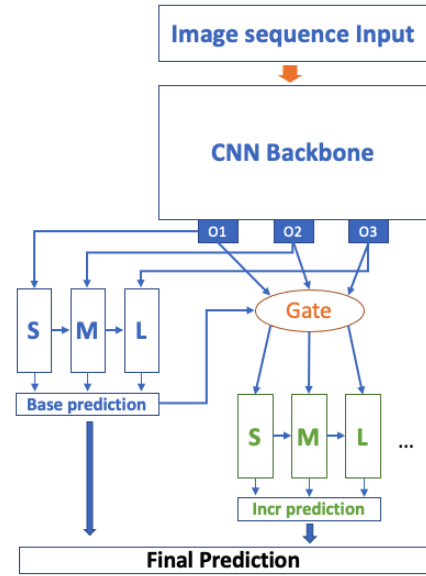 Image sequence Input
CNN Backbone
O1 O2 O3
Gate
S M L
Base prediction
S M L ...
Incr prediction
Final Prediction